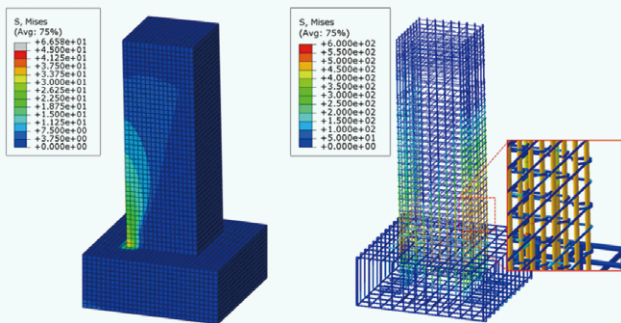 S, Mises
(Avg: 75%)
+6.658e+01
+4.500e+01
+4.125e+01
+3.750e+01
+3.375e+01
+3.000e+01
+2.625e+01
+2.250e+01
+1.875e+01
+1.500e+01
+1.125e+01
+7.500e+00
+3.750e+00
+0.000e+00
S, Mises
(Avg: 75%)
+6.000e+02
+5.500e+02
+5.000e+02
+4.500e+02
+4.000e+02
+3.500e+02
+3.000e+02
+2.500e+02
+2.000e+02
+1.500e+02
+1.000e+02
+5.000e+01
+0.000e+00